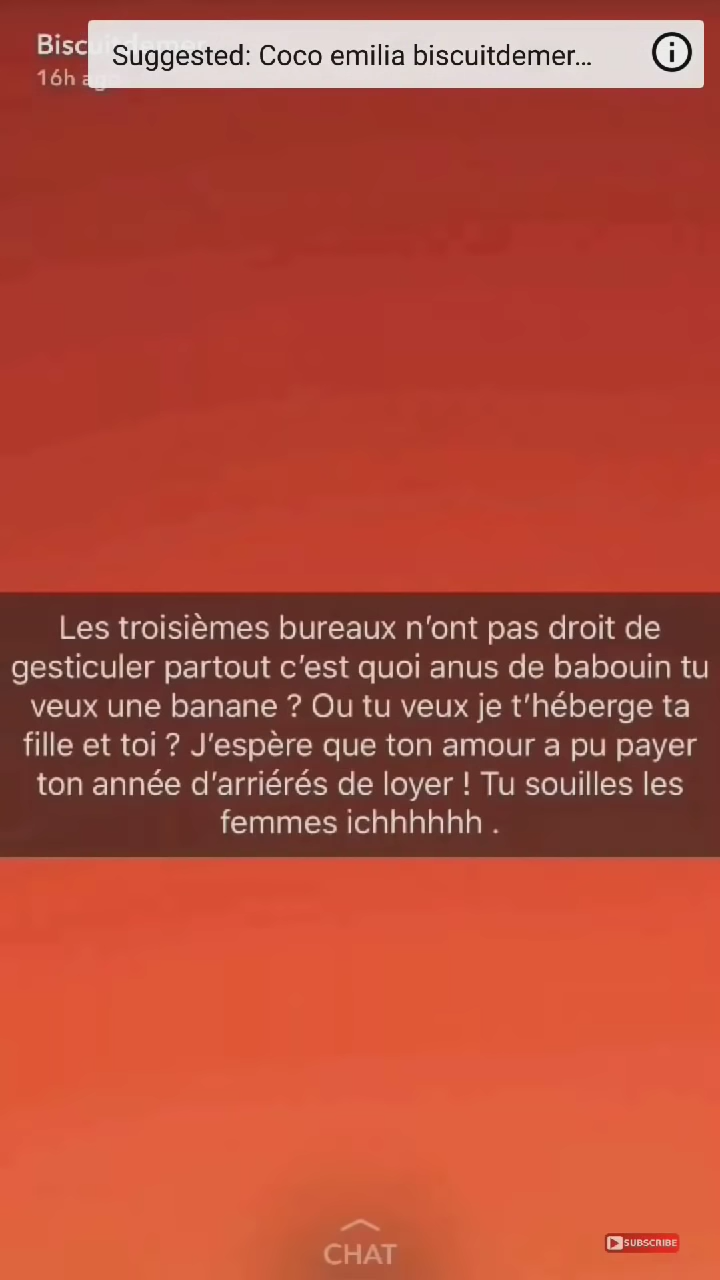 Suggested: Coco emilia biscuitdemer...
16h ago
Les troisièmes bureaux n’ont pas droit de
gesticuler partout c’est quoi anus de babouin tu
veux une banane ? Ou tu veux je t’héberge ta
fille et toi ? J’espère que ton amour a pu payer
ton année d’arriérés de loyer ! Tu souilles les
femmes ichhhhhh .
CHAT
SUBSCRIBE